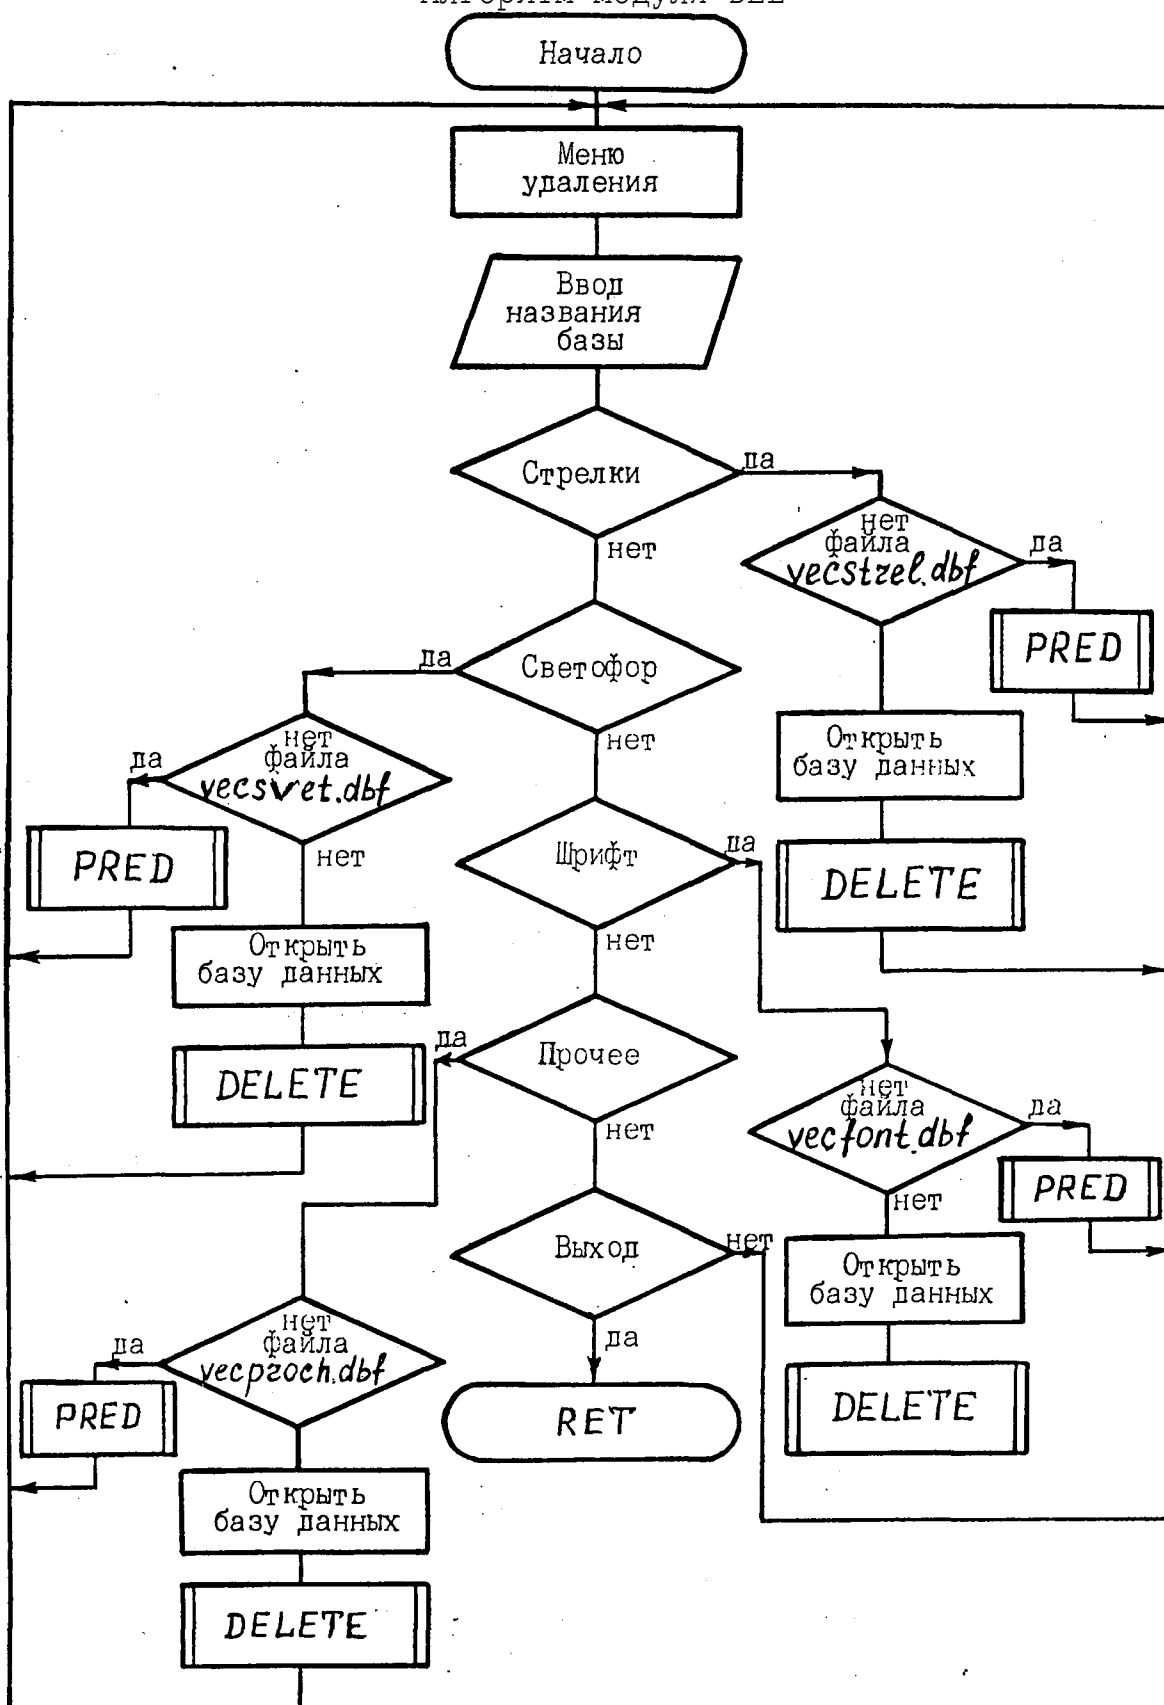 Алгоритм модуля DEL
Начало
Меню
удаления
Ввод
названия
базы
Стрелки
да
нет
нет
файла
vecstrel.dbf
да
PRED
Светофор
да
нет
Открыть
базу данных
DELETE
нет
файла
vecsvet.dbf
да
PRED
нет
Открыть
базу данных
DELETE
Шрифт
да
нет
Прочее
да
нет
нет
файла
vecfont.dbf
да
PRED
нет
Открыть
базу данных
DELETE
Выход
нет
да
RET
нет
файла
vecproch.dbf
да
PRED
Открыть
базу данных
DELETE